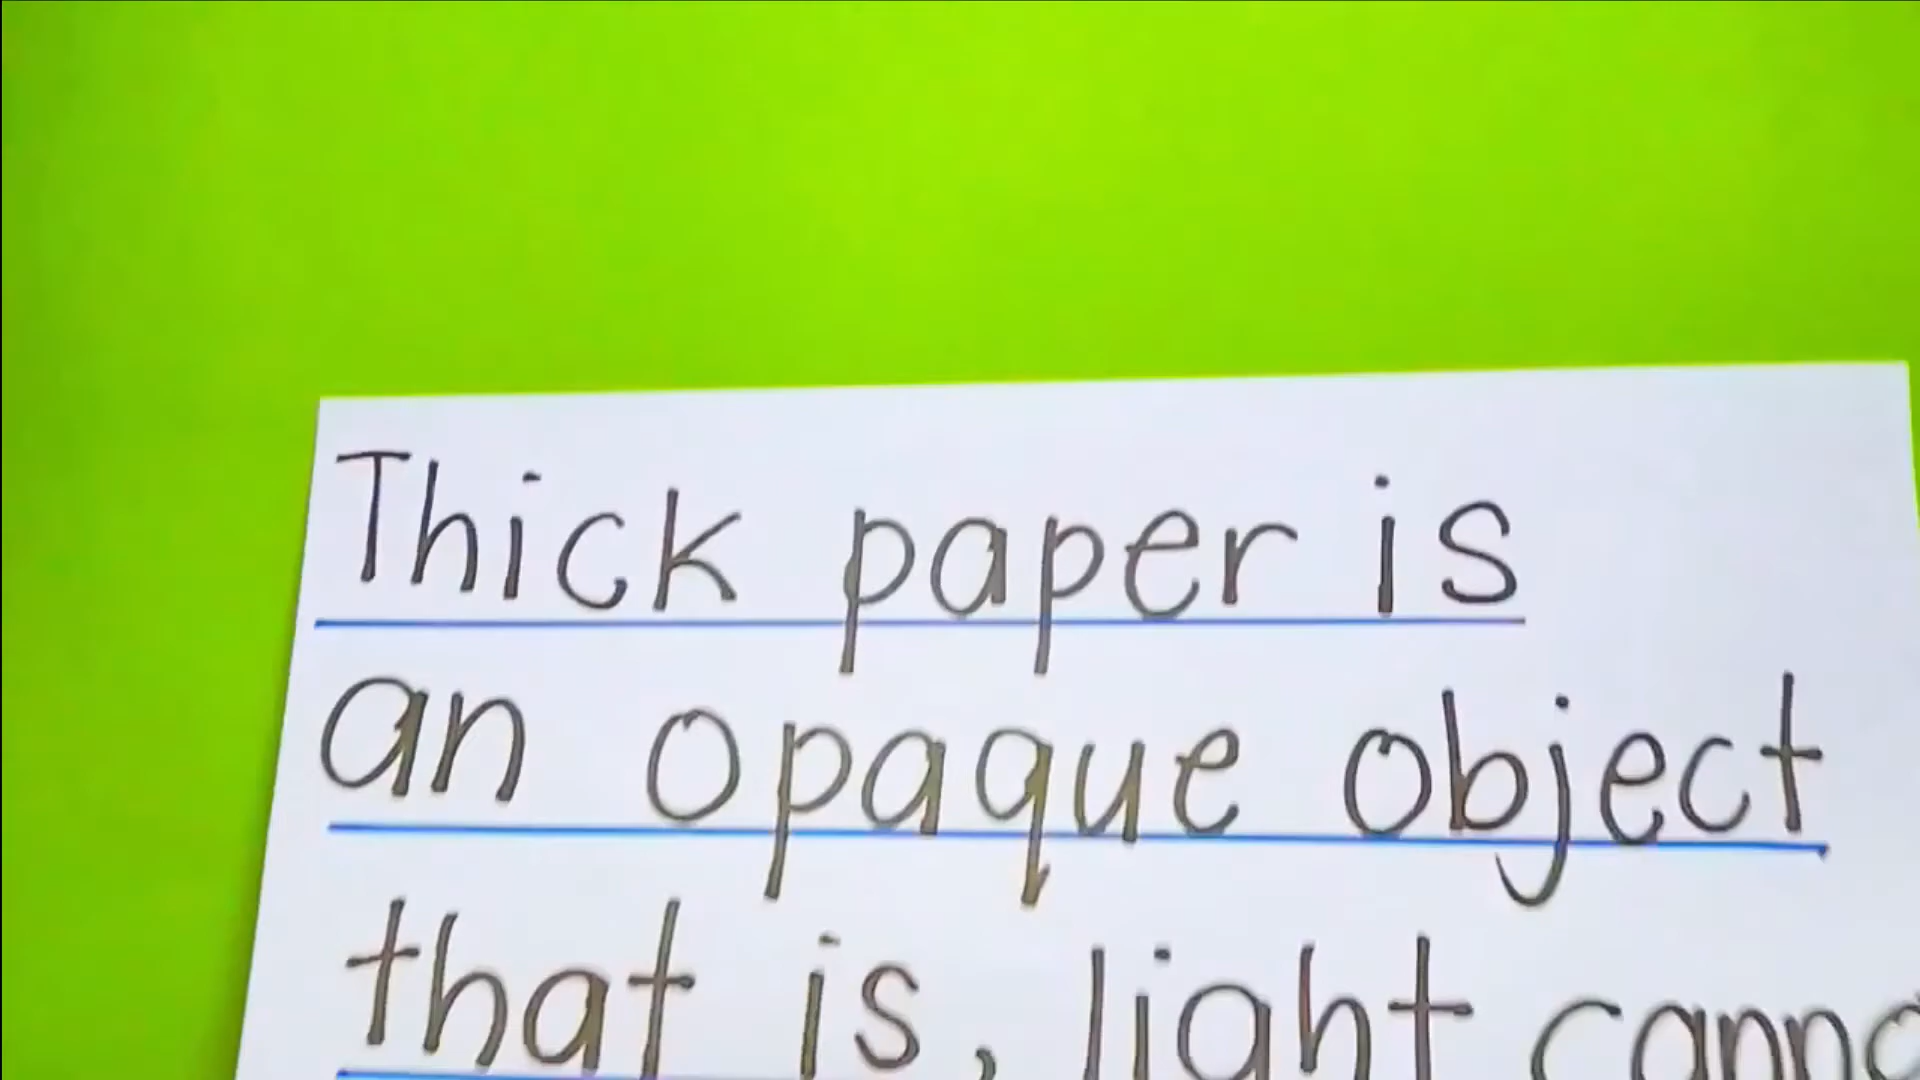 Thick paper is
an opaque object
that is, light